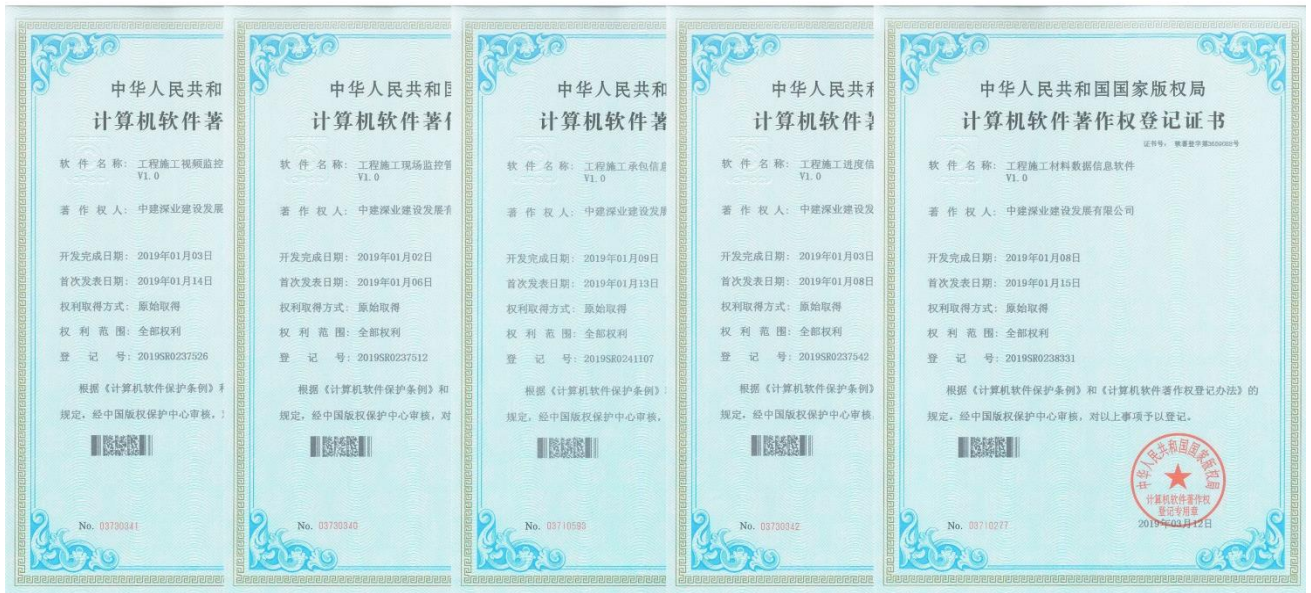 中华人民共和
计算机软件著
软 件 名 称: 工程施工视频监控
V1.0
著 作 权 人: 中建深业建设发展
开发完成日期: 2019年01月03日
首次发表日期: 2019年01月14日
权利取得方式: 原始取得
权 利 范 围: 全部权利
登 记 号: 2019SR0237526
根据《计算机软件保护条例》和
规定,经中国版权保护中心审核,
No. 03730341
中华人民共和
计算机软件著
软 件 名 称: 工程施工现场监控管
V1.0
著 作 权 人: 中建深业建设发展有
开发完成日期: 2019年01月02日
首次发表日期: 2019年01月06日
权利取得方式: 原始取得
权 利 范 围: 全部权利
登 记 号: 2019SR0237512
根据《计算机软件保护条例》和
规定,经中国版权保护中心审核,对
No. 03730340
中华人民共和
计算机软件著
软 件 名 称: 工程施工承包信息
V1.0
著 作 权 人: 中建深业建设发展
开发完成日期: 2019年01月09日
首次发表日期: 2019年01月13日
权利取得方式: 原始取得
权 利 范 围: 全部权利
登 记 号: 2019SR0241107
根据《计算机软件保护条例》
规定,经中国版权保护中心审核,
No. 03710593
中华人民共和
计算机软件著
软 件 名 称: 工程施工进度信
V1.0
著 作 权 人: 中建深业建设发
开发完成日期: 2019年01月03日
首次发表日期: 2019年01月08日
权利取得方式: 原始取得
权 利 范 围: 全部权利
登 记 号: 2019SR0237542
根据《计算机软件保护条例》
规定,经中国版权保护中心审核
No. 03730342
中华人民共和国国家版权局
计算机软件著作权登记证书
证书号:
软 件 名 称: 工程施工材料数据信息软件
V1.0
著 作 权 人: 中建深业建设发展有限公司
开发完成日期: 2019年01月08日
首次发表日期: 2019年01月15日
权利取得方式: 原始取得
权 利 范 围: 全部权利
登 记 号: 2019SR0238331
根据《计算机软件保护条例》和《计算机软件著作权登记办法》的
规定,经中国版权保护中心审核,对以上事项予以登记。
中华人民共和国国家版权局
计算机软件著作权
登记专用章
No. 03710277
2019年03月12日